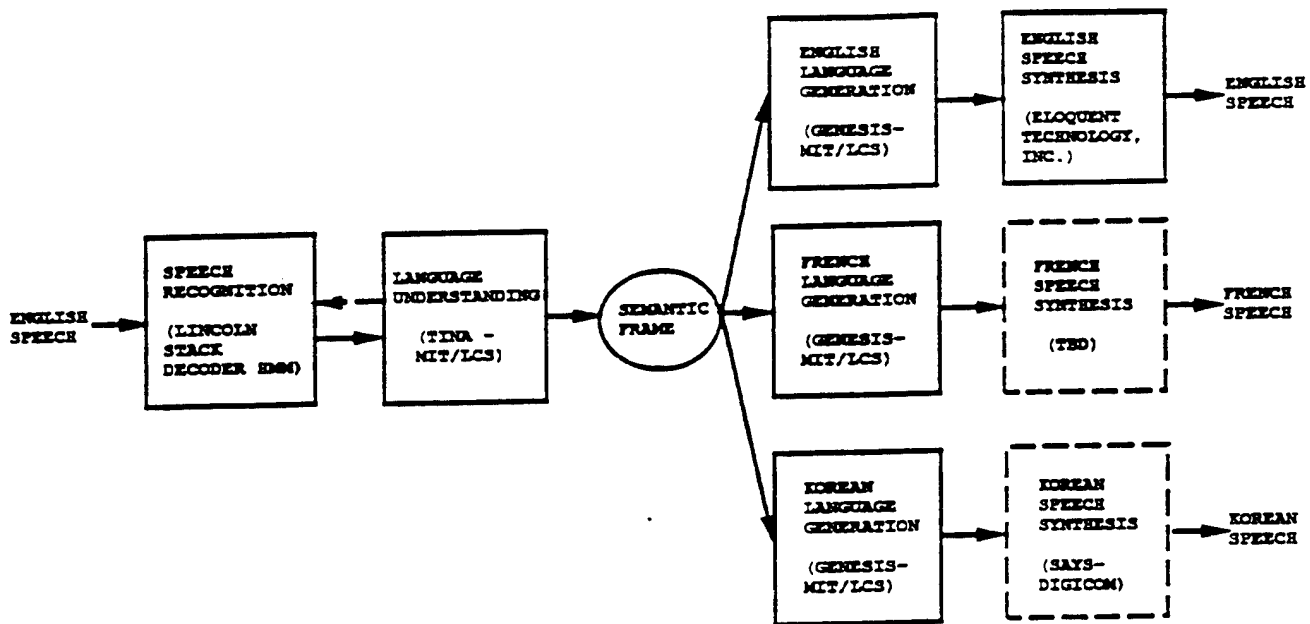 ENGLISH
SPEECH
SPEECH
RECOGNITION
(LINCOLN
STACK
DECODER HMM)
LANGUAGE
UNDERSTANDING
(TINA -
MIT/LCS)
SEMANTIC
FRAME
ENGLISH
LANGUAGE
GENERATION
(GENESIS-
MIT/LCS)
ENGLISH
SPEECH
SYNTHESIS
(ELOQUENT
TECHNOLOGY,
INC.)
ENGLISH
SPEECH
FRENCH
LANGUAGE
GENERATION
(GENESIS-
MIT/LCS)
FRENCH
SPEECH
SYNTHESIS
(TBD)
FRENCH
SPEECH
KOREAN
LANGUAGE
GENERATION
(GENESIS-
MIT/LCS)
KOREAN
SPEECH
SYNTHESIS
(SAYS-
DIGICOM)
KOREAN
SPEECH